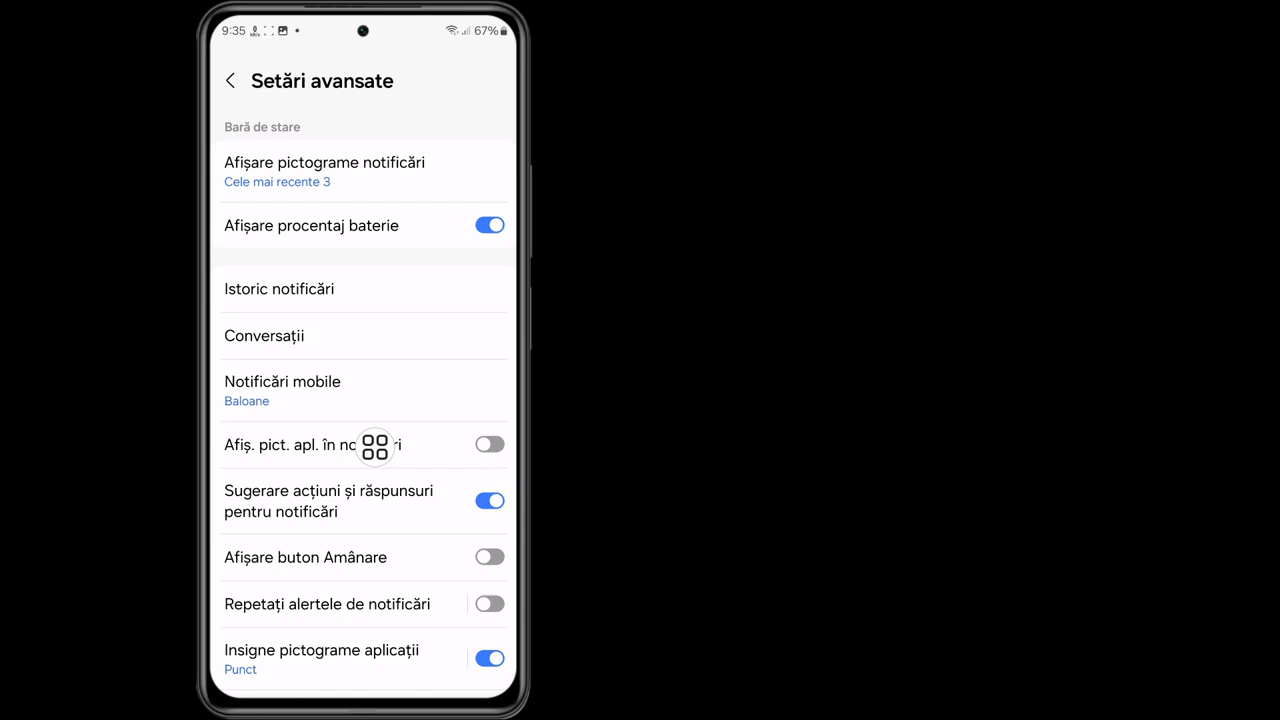 9:35
67%
Setări avansate
Bară de stare
Afișare pictograme notificări
Cele mai recente 3
Afișare procentaj baterie
Istoric notificări
Conversații
Notificări mobile
Baloane
Afiș. pict. apl. în no ri
Sugerare acțiuni și răspunsuri
pentru notificări
Afișare buton Amânare
Repetați alertele de notificări
Insigne pictograme aplicații
Punct